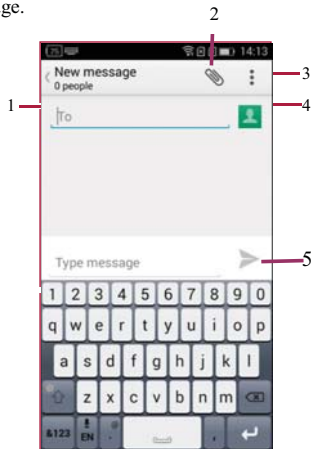 ge.
2
75 14:13
New message
0 people
3
1
To
4
Type message
5
1 2 3 4 5 6 7 8 9 0
q w e r t y u i o p
a s d f g h j k l
z x c v b n m
&123 EN . ,